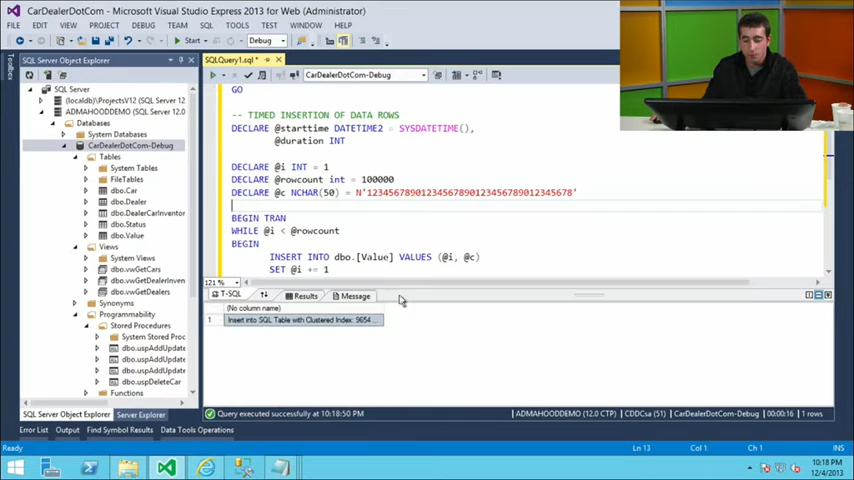 CarDealerDotCom - Microsoft Visual Studio Express 2013 for Web (Administrator)
FILE EDIT VIEW PROJECT DEBUG TEAM SQL TOOLS TEST WINDOW HELP
Start Debug
Toolbox
SQL Server Object Explorer
SQL Server
(localdb)\ProjectsV12 (SQL Server 12
ADMAHOODDEMO (SQL Server 12.0
Databases
System Databases
CarDealerDotCom-Debug
Tables
System Tables
FileTables
dbo.Car
dbo.Dealer
dbo.DealerCarInventor
dbo.Status
dbo.Value
Views
System Views
dbo.vwGetCars
dbo.vwGetDealerInven
dbo.vwGetDealers
Synonyms
Programmability
Stored Procedures
System Stored Proc
dbo.uspAddUpdate
dbo.uspAddUpdate
dbo.uspAddUpdate
dbo.uspDeleteCar
Functions
SQL Server Object Explorer Server Explorer
SQLQuery1.sql *
CarDealerDotCom-Debug
GO
-- TIMED INSERTION OF DATA ROWS
DECLARE @starttime DATETIME2 = SYSDATETIME(),
@duration INT
DECLARE @i INT = 1
DECLARE @rowcount int = 100000
DECLARE @c NCHAR(50) = N'12345678901234567890123456789012345678'
BEGIN TRAN
WHILE @i < @rowcount
BEGIN
INSERT INTO dbo.[Value] VALUES (@i, @c)
SET @i += 1
121 %
T-SQL Results Message
(No column name)
1 Insert into SQL Table with Clustered Index: 9654 ...
Query executed successfully at 10:18:50 PM
ADMAHOODDEMO (12.0 CTP) CDDCsa (51) CarDealerDotCom-Debug 00:00:16 1 rows
Error List Output Find Symbol Results Data Tools Operations
Ready Ln 13 Col 1 Ch 1 INS
10:18 PM
12/4/2013